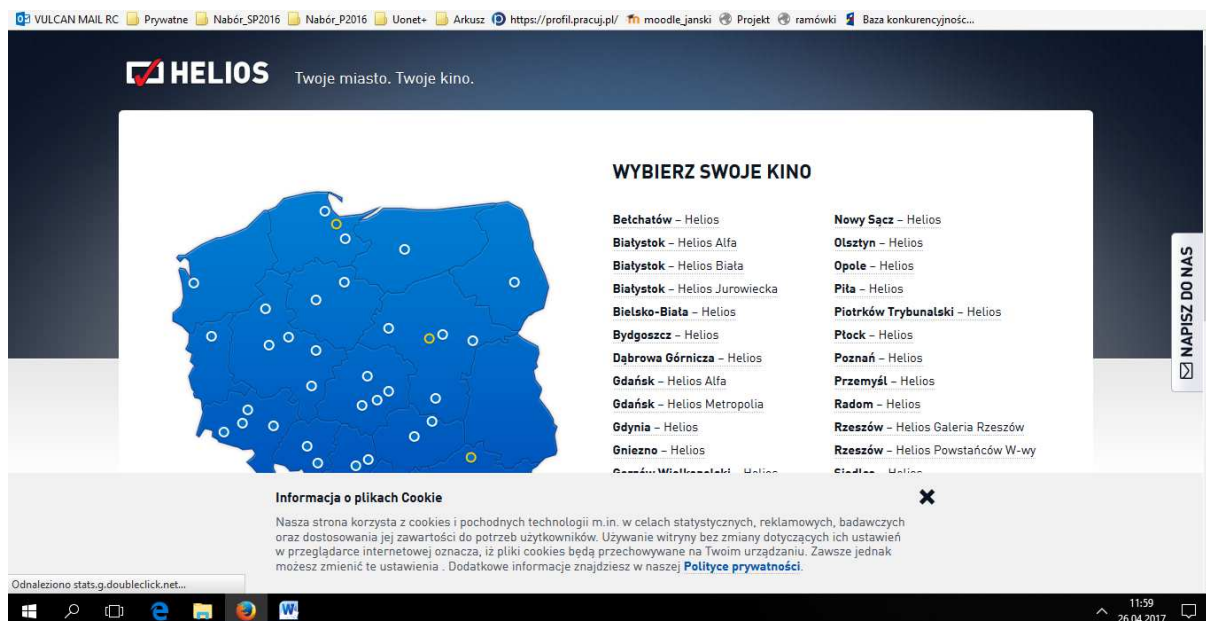 VULCAN MAIL RC Prywatne Nabór_SP2016 Nabór_P2016 Uonet+ Arkusz https://profil.pracuj.pl/ moodle_janski Projekt ramówki Baza konkurencyjnośc...
HELIOS Twoje miasto. Twoje kino.
WYBIERZ SWOJE KINO
Bełchatów – Helios
Białystok – Helios Alfa
Białystok – Helios Biała
Białystok – Helios Jurowiecka
Bielsko-Biała – Helios
Bydgoszcz – Helios
Dąbrowa Górnicza – Helios
Gdańsk – Helios Alfa
Gdańsk – Helios Metropolia
Gdynia – Helios
Gniezno – Helios
Gorzów Wielkopolski – Helios
Nowy Sącz – Helios
Olsztyn – Helios
Opole – Helios
Piła – Helios
Piotrków Trybunalski – Helios
Płock – Helios
Poznań – Helios
Przemyśl – Helios
Radom – Helios
Rzeszów – Helios Galeria Rzeszów
Rzeszów – Helios Powstańców W-wy
Siedlce – Helios
NAPISZ DO NAS
Informacja o plikach Cookie
Nasza strona korzysta z cookies i pochodnych technologii m.in. w celach statystycznych, reklamowych, badawczych
oraz dostosowania jej zawartości do potrzeb użytkowników. Używanie witryny bez zmiany dotyczących ich ustawień
w przeglądarce internetowej oznacza, iż pliki cookies będą przechowywane na Twoim urządzaniu. Zawsze jednak
możesz zmienić te ustawienia . Dodatkowe informacje znajdziesz w naszej Polityce prywatności.
Odnaleziono stats.g.doubleclick.net...
11:59
26.04.2017